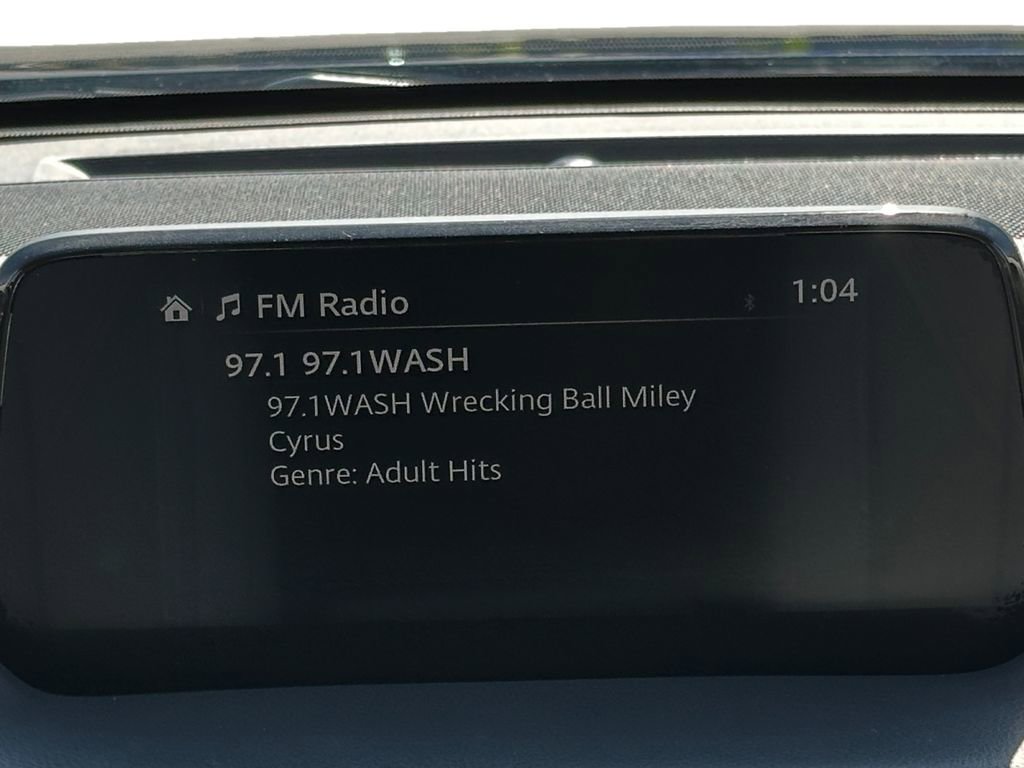 FM Radio 1:04
97.1 97.1WASH
97.1WASH Wrecking Ball Miley
Cyrus
Genre: Adult Hits